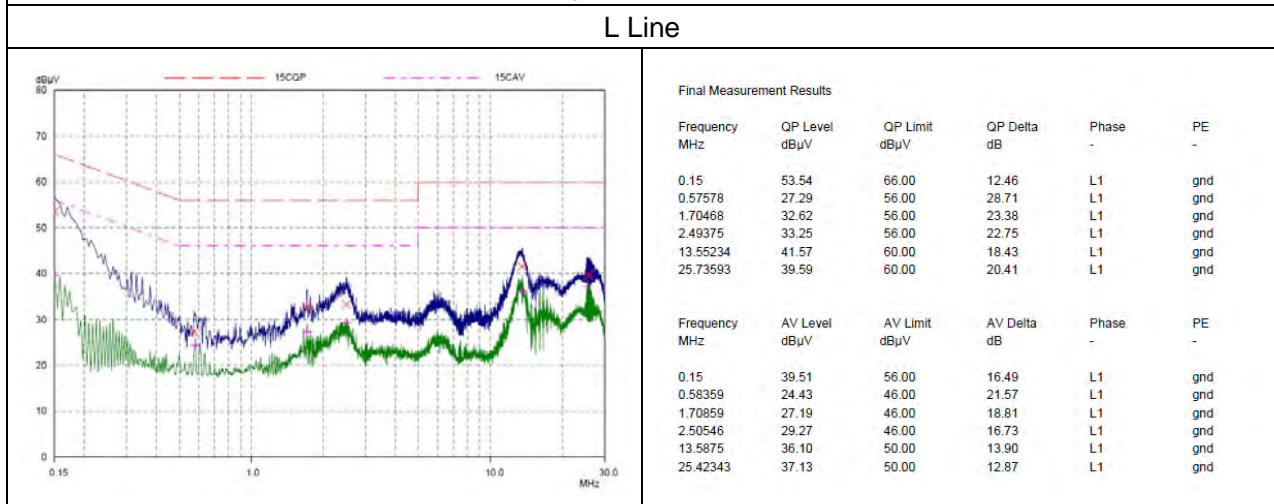 L Line
dBµV
15CQP
15CAV
80
70
60
50
40
30
20
10
0
0.15
1.0
10.0
30.0
MHz
Final Measurement Results
Frequency QP Level QP Limit QP Delta Phase PE
MHz dBµV dBµV dB - -
0.15 53.54 66.00 12.46 L1 gnd
0.57578 27.29 56.00 28.71 L1 gnd
1.70468 32.62 56.00 23.38 L1 gnd
2.49375 33.25 56.00 22.75 L1 gnd
13.55234 41.57 60.00 18.43 L1 gnd
25.73593 39.59 60.00 20.41 L1 gnd
Frequency AV Level AV Limit AV Delta Phase PE
MHz dBµV dBµV dB - -
0.15 39.51 56.00 16.49 L1 gnd
0.58359 24.43 46.00 21.57 L1 gnd
1.70859 27.19 46.00 18.81 L1 gnd
2.50546 29.27 46.00 16.73 L1 gnd
13.5875 36.10 50.00 13.90 L1 gnd
25.42343 37.13 50.00 12.87 L1 gnd